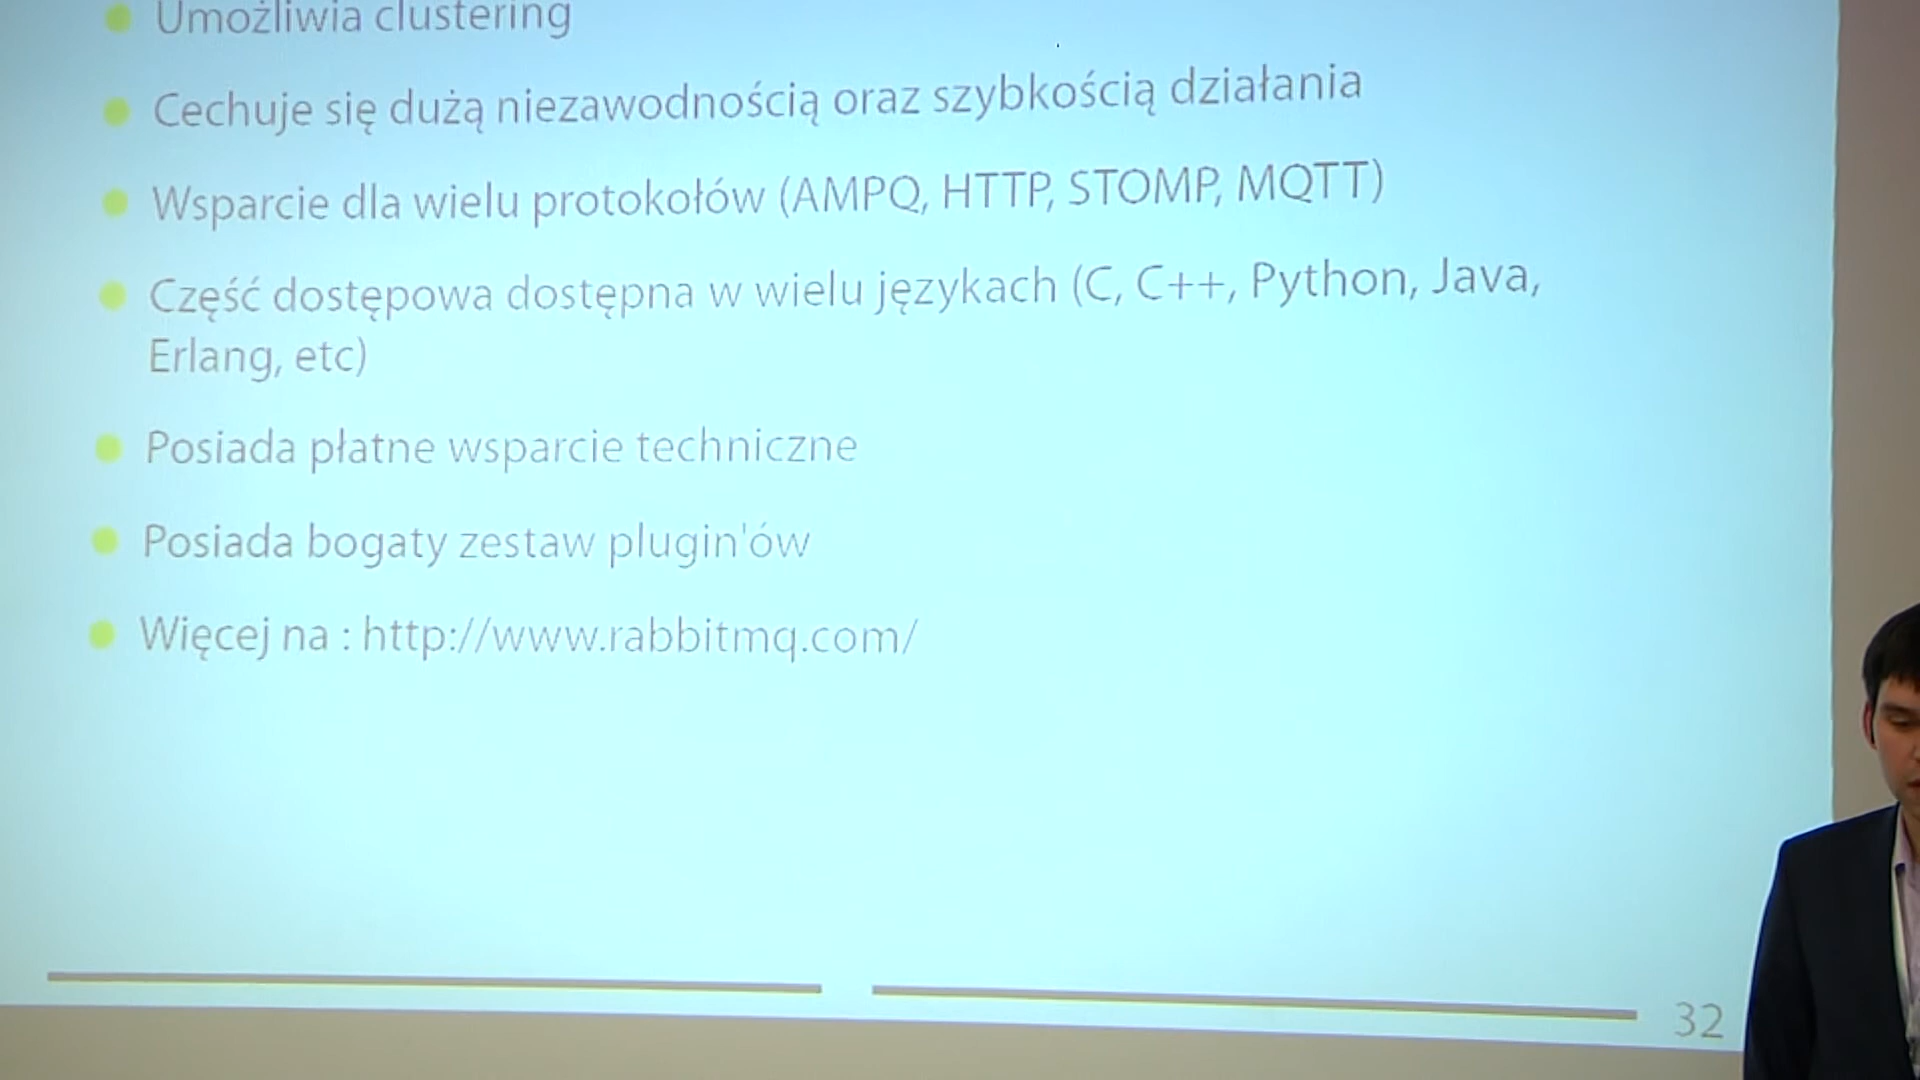 Umożliwia clustering
Cechuje się dużą niezawodnością oraz szybkością działania
Wsparcie dla wielu protokołów (AMPQ, HTTP, STOMP, MQTT)
Część dostępowa dostępna w wielu językach (C, C++, Python, Java,
Erlang, etc)
Posiada płatne wsparcie techniczne
Posiada bogaty zestaw plugin'ów
Więcej na : http://www.rabbitmq.com/
32